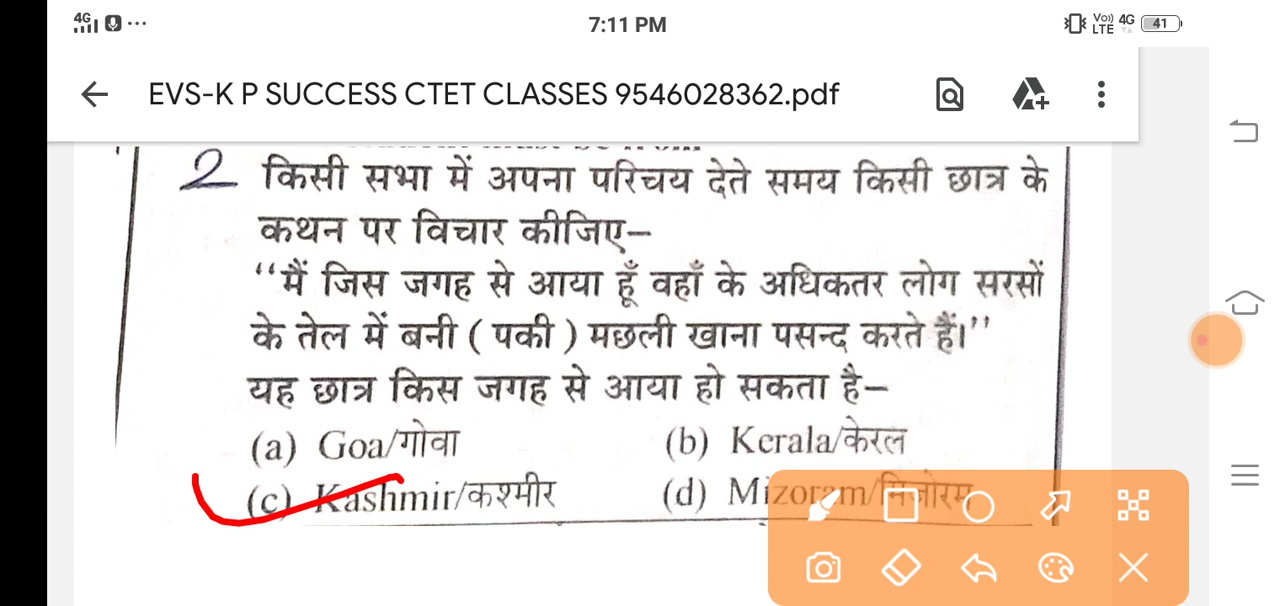 4G 7:11 PM Vo) LTE 4G 41
EVS-K P SUCCESS CTET CLASSES 9546028362.pdf
2 किसी सभा में अपना परिचय देते समय किसी छात्र के
कथन पर विचार कीजिए–
“मैं जिस जगह से आया हूँ वहाँ के अधिकतर लोग सरसों
के तेल में बनी ( पकी ) मछली खाना पसन्द करते हैं।”
यह छात्र किस जगह से आया हो सकता है–
(a) Goa/गोवा (b) Kerala/केरल
(c) Kashmir/कश्मीर (d) Mizoram/मिजोरम